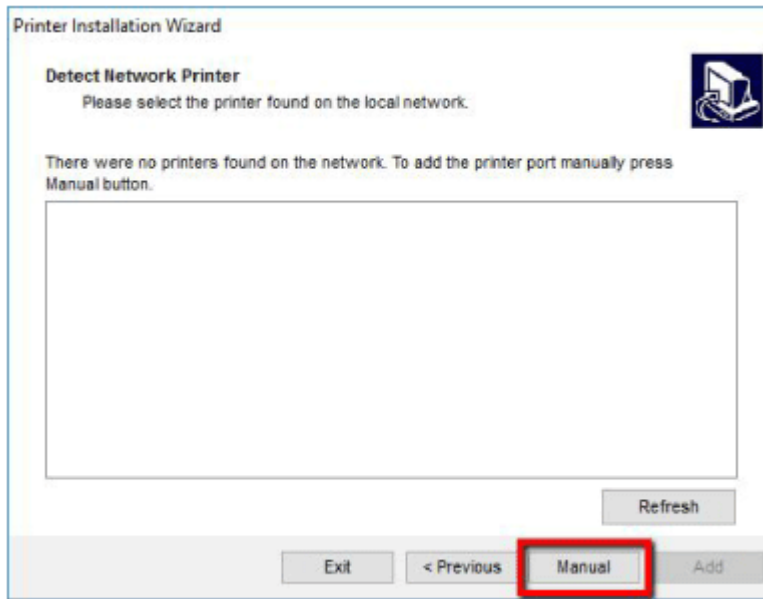 Printer Installation Wizard
Detect Network Printer
Please select the printer found on the local network.
There were no printers found on the network. To add the printer port manually press
Manual button.
Refresh
Exit
< Previous
Manual
Add